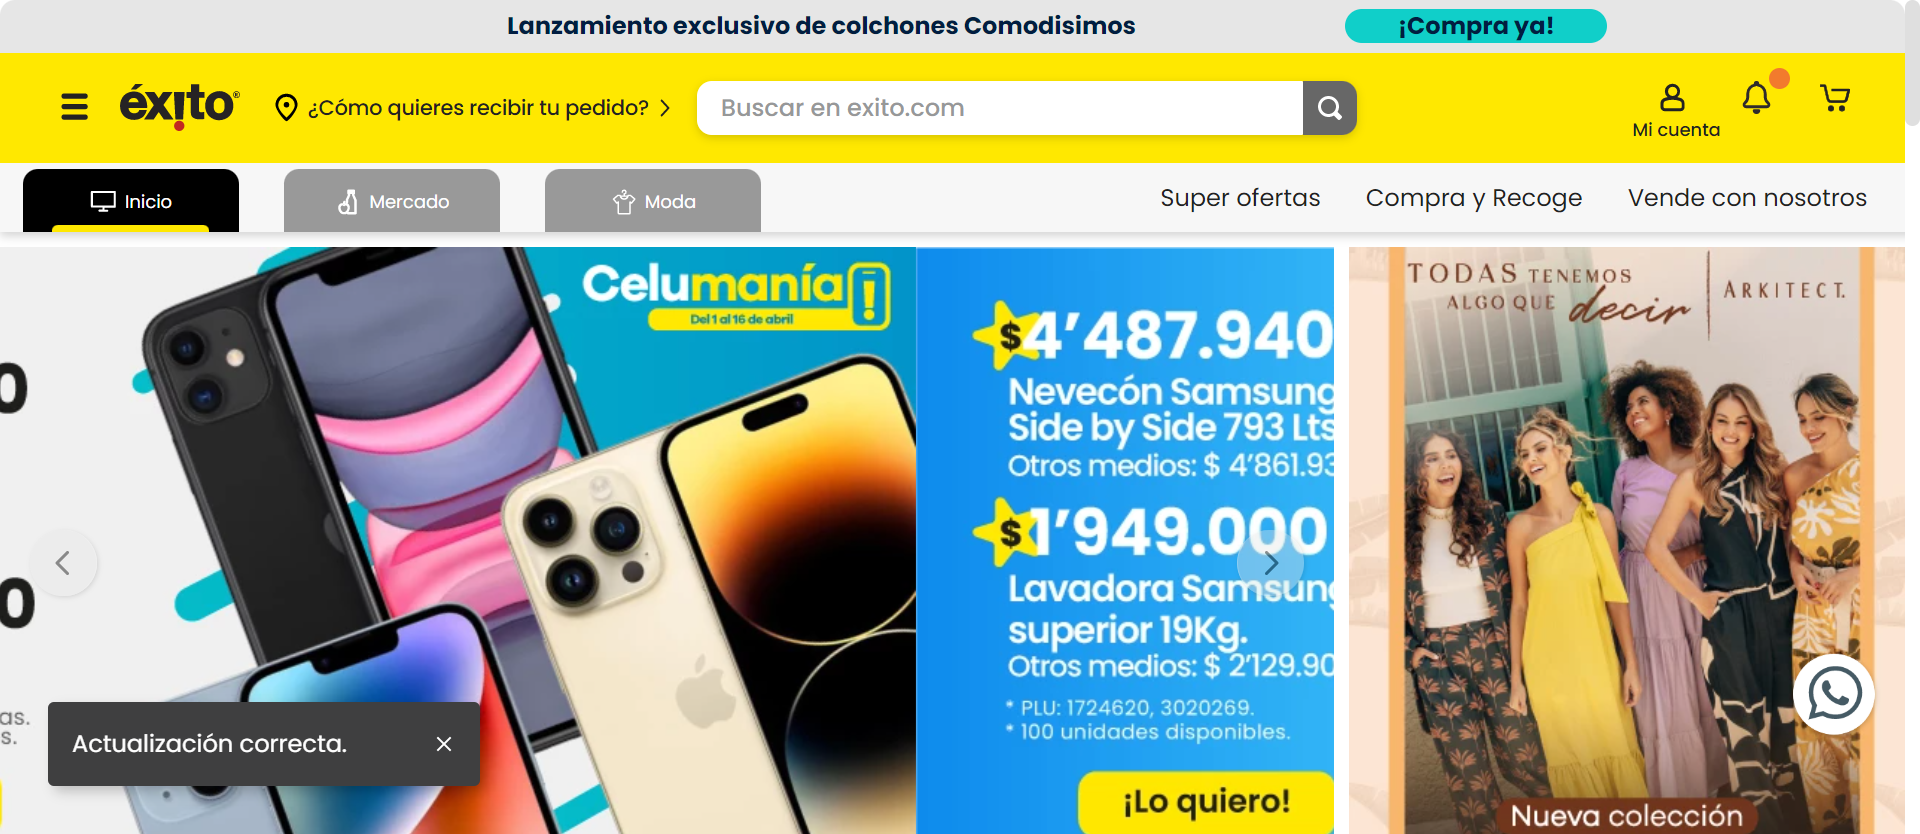 Lanzamiento exclusivo de colchones Comodisimos
¡Compra ya!
éxito
¿Cómo quieres recibir tu pedido?
Buscar en exito.com
Mi cuenta
Inicio
Mercado
Moda
Super ofertas
Compra y Recoge
Vende con nosotros
Celumanía
Del 1 al 16 de abril
$4'487.940
Nevecón Samsung
Side by Side 793 Lts
Otros medios: $ 4'861.93
$1'949.000
Lavadora Samsung
superior 19Kg.
Otros medios: $ 2'129.90
* PLU: 1724620, 3020269.
* 100 unidades disponibles.
¡Lo quiero!
TODAS TENEMOS
ALGO QUE decir
ARKITECT.
Nueva colección
0
0
as.
s.
Actualización correcta.